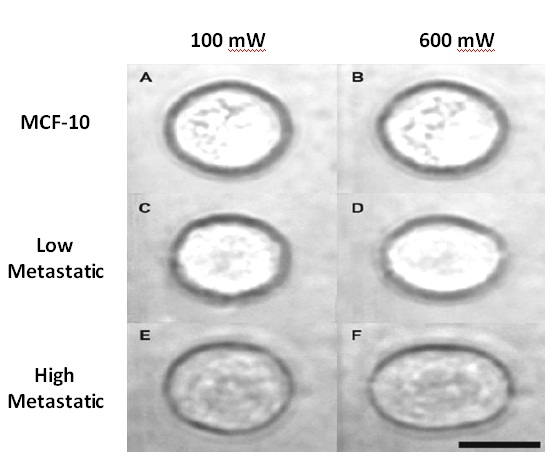 100 mW
600 mW
A
B
MCF-10
C
D
Low
Metastatic
E
F
High
Metastatic